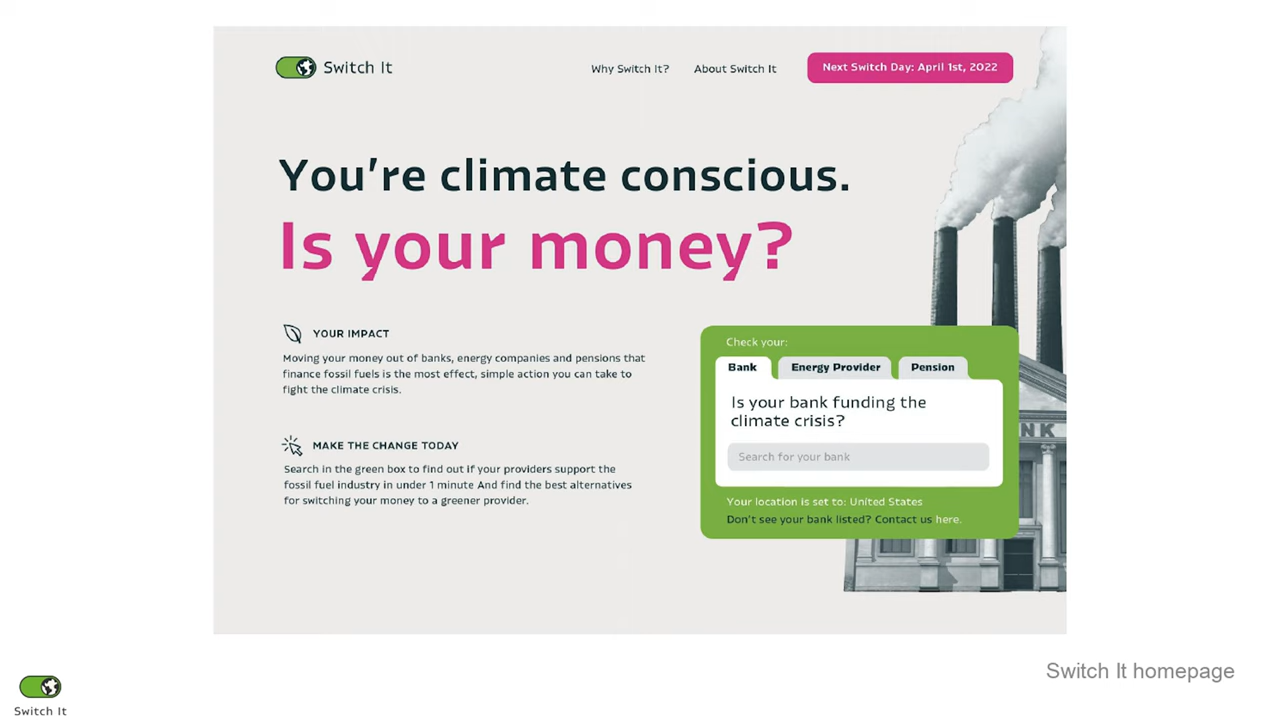 Switch It
Why Switch It?
About Switch It
Next Switch Day: April 1st, 2022
You're climate conscious.
Is your money?
YOUR IMPACT
Moving your money out of banks, energy companies and pensions that
finance fossil fuels is the most effect, simple action you can take to
fight the climate crisis.
MAKE THE CHANGE TODAY
Search in the green box to find out if your providers support the
fossil fuel industry in under 1 minute And find the best alternatives
for switching your money to a greener provider.
Check your:
Bank
Energy Provider
Pension
Is your bank funding the
climate crisis?
Search for your bank
Your location is set to: United States
Don't see your bank listed? Contact us here.
NK
Switch It homepage
Switch It